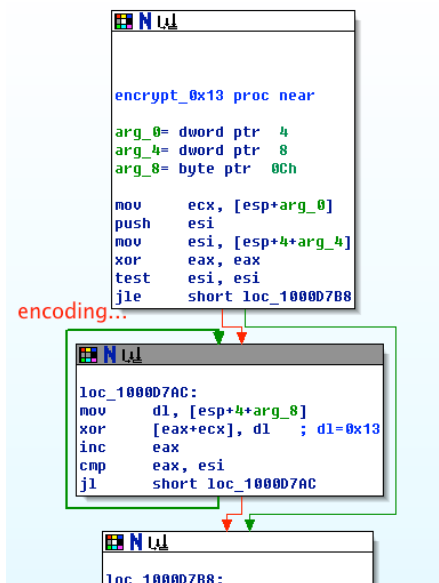 encrypt_0x13 proc near
arg_0= dword ptr  4
arg_4= dword ptr  8
arg_8= byte ptr  0Ch
mov     ecx, [esp+arg_0]
push    esi
mov     esi, [esp+4+arg_4]
xor     eax, eax
test    esi, esi
jle     short loc_1000D7B8
encoding...
loc_1000D7AC:
mov     dl, [esp+4+arg_8]
xor     [eax+ecx], dl   ; dl=0x13
inc     eax
cmp     eax, esi
jl      short loc_1000D7AC
loc_1000D7B8: